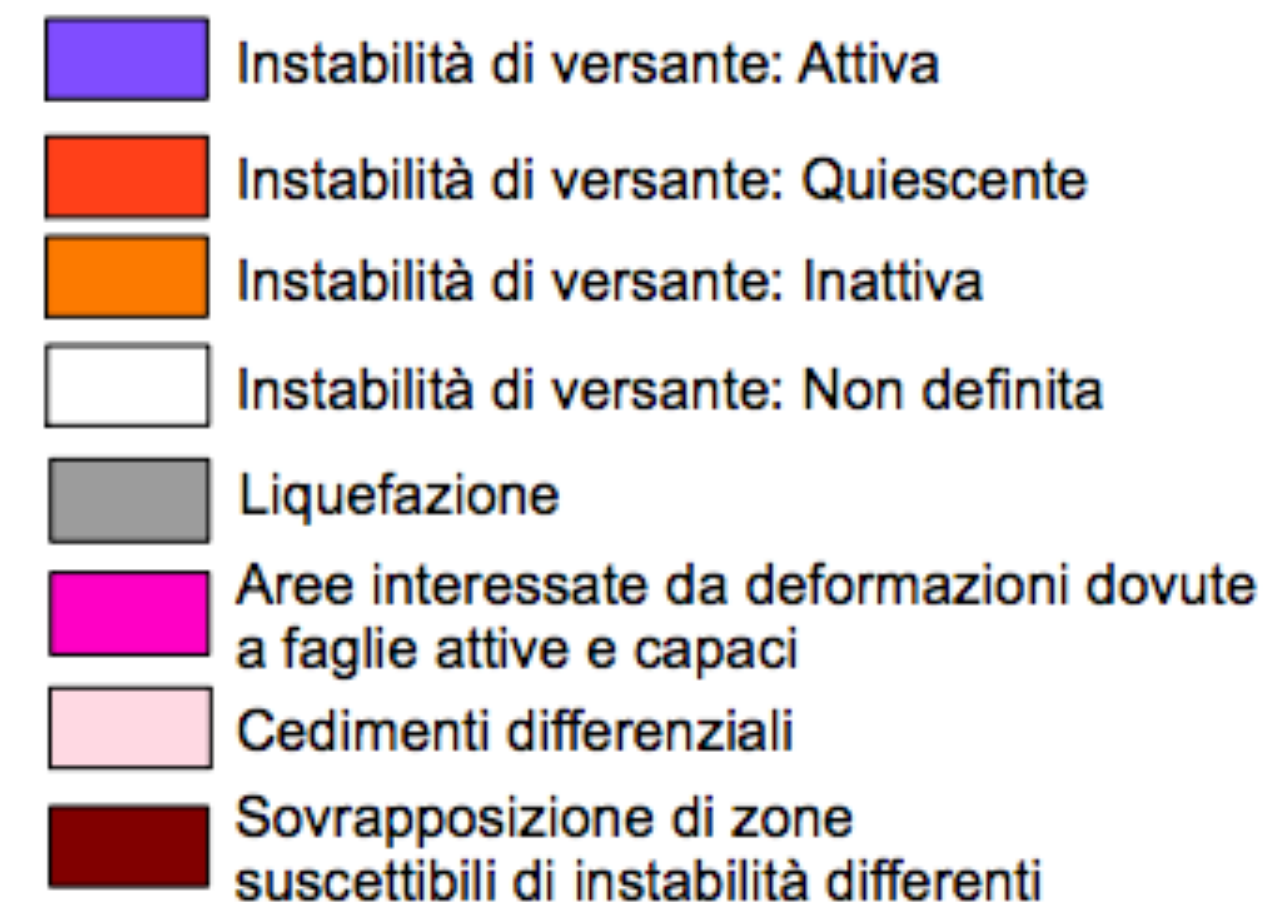 Instabilità di versante: Attiva
Instabilità di versante: Quiescente
Instabilità di versante: Inattiva
Instabilità di versante: Non definita
Liquefazione
Aree interessate da deformazioni dovute
a faglie attive e capaci
Cedimenti differenziali
Sovrapposizione di zone
suscettibili di instabilità differenti